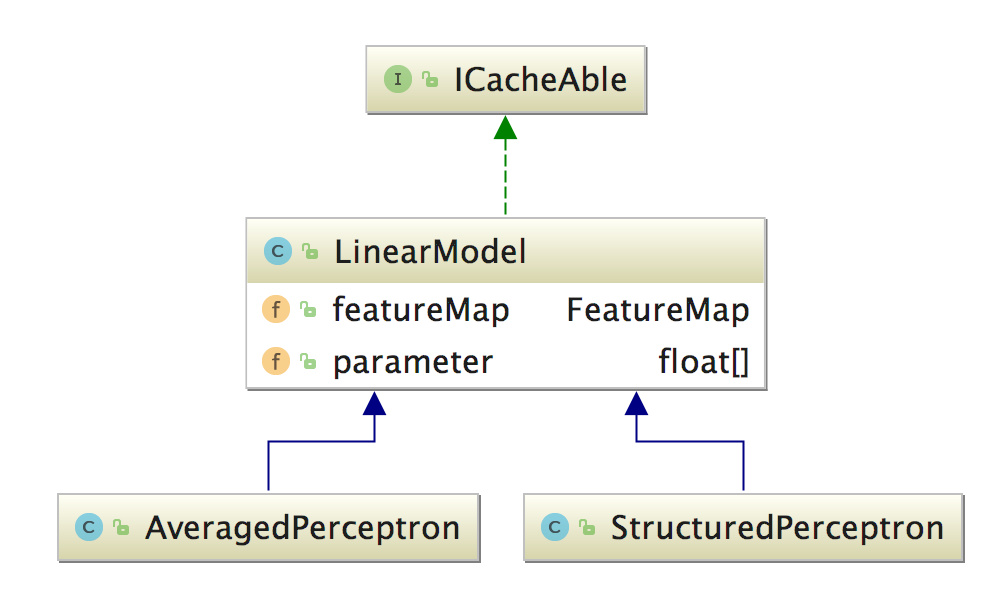 I ICacheAble
C LinearModel
f featureMap FeatureMap
f parameter float[]
C AveragedPerceptron
C StructuredPerceptron